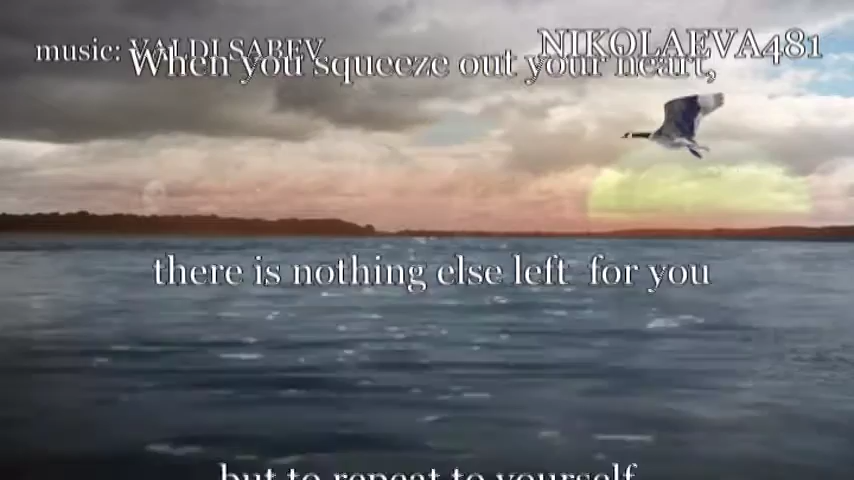 music: VALDI SABEV
NIKOLAEVA481
When you squeeze out your heart,
there is nothing else left for you
but to repeat to yourself